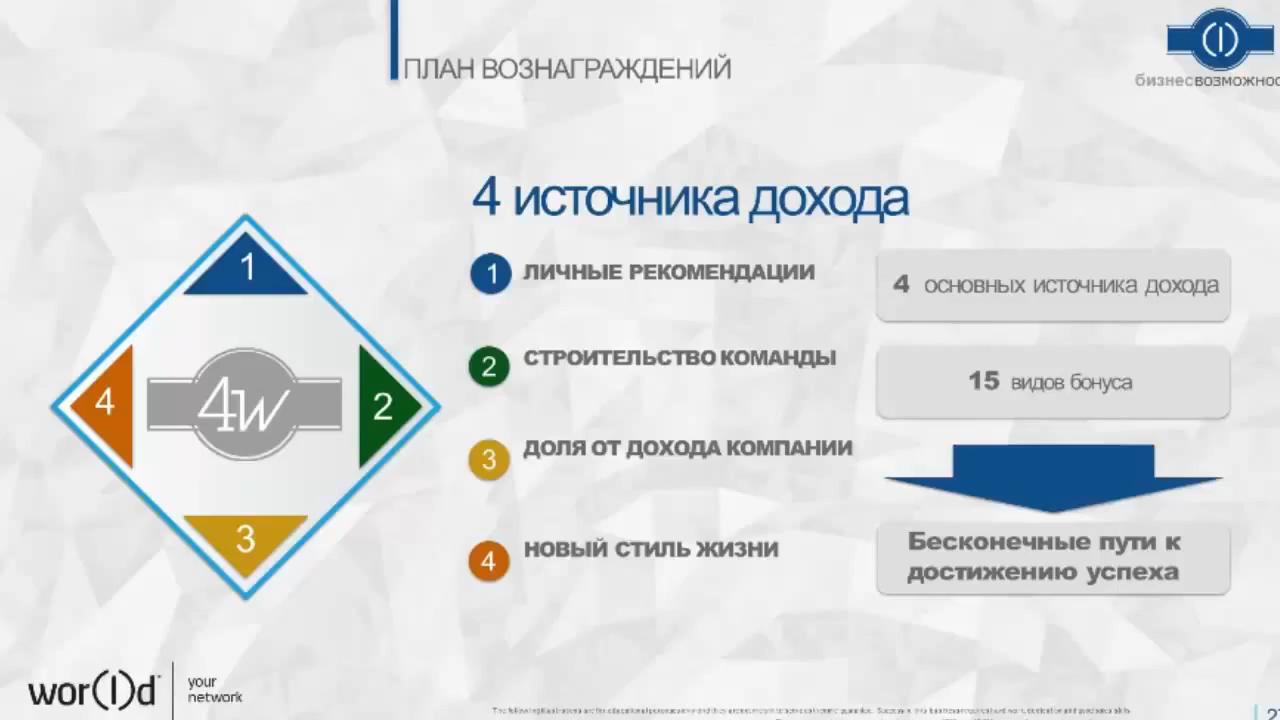 ПЛАН ВОЗНАГРАЖДЕНИЙ
бизнесвозможнос
4 источника дохода
1 ЛИЧНЫЕ РЕКОМЕНДАЦИИ
2 СТРОИТЕЛЬСТВО КОМАНДЫ
3 ДОЛЯ ОТ ДОХОДА КОМПАНИИ
4 НОВЫЙ СТИЛЬ ЖИЗНИ
4 основных источника дохода
15 видов бонуса
Бесконечные пути к
достижению успеха
1
4
4w
2
3
wor(l)d
your
network
2